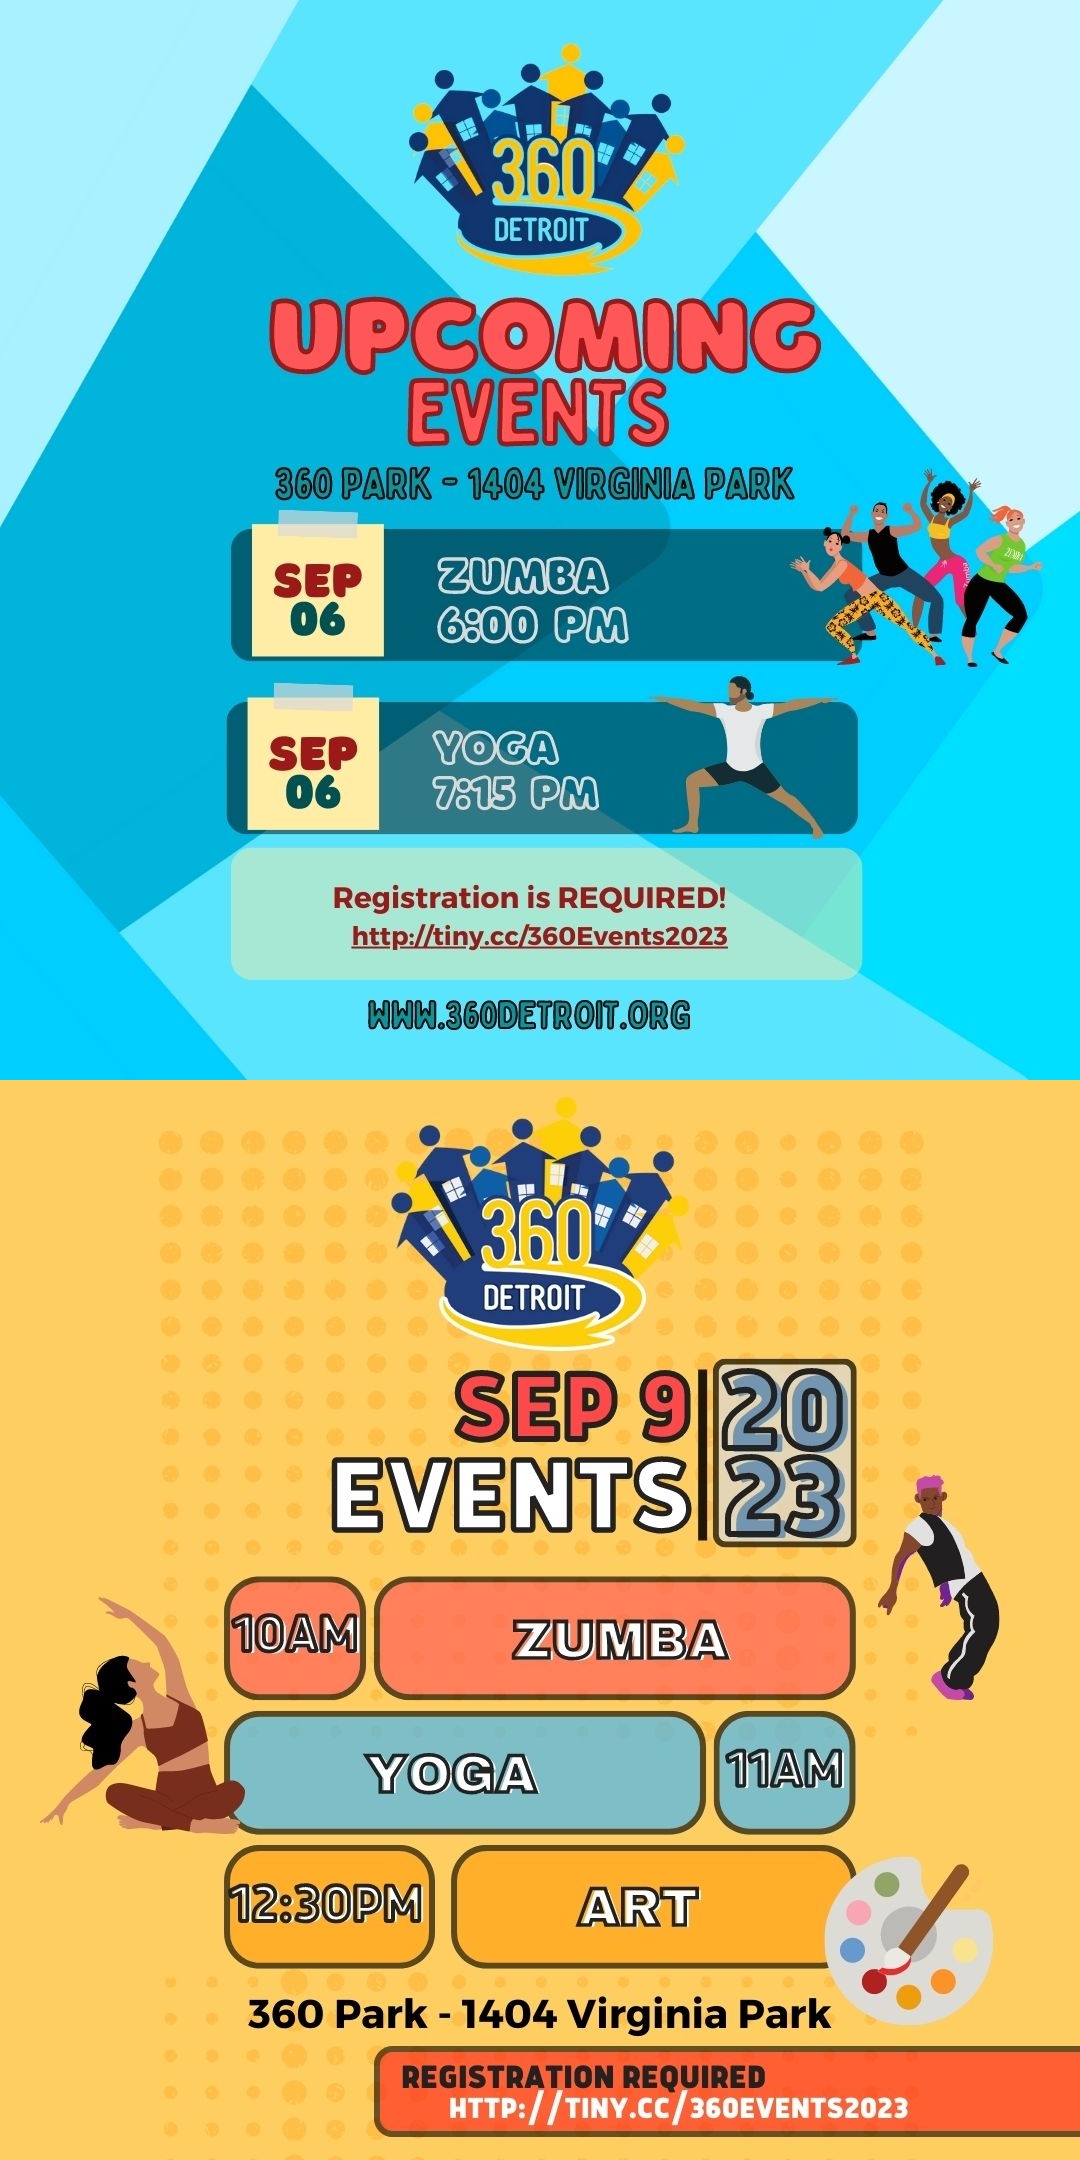 360
DETROIT
UPCOMING
EVENTS
360 PARK - 1404 VIRGINIA PARK
SEP
06
ZUMBA
6:00 PM
ZUMBA
SEP
06
YOGA
7:15 PM
Registration is REQUIRED!
http://tiny.cc/360Events2023
WWW.360DETROIT.ORG
360
DETROIT
SEP 9
EVENTS
20
23
10AM
ZUMBA
YOGA
11AM
12:30PM
ART
360 Park - 1404 Virginia Park
REGISTRATION REQUIRED
HTTP://TINY.CC/360EVENTS2023